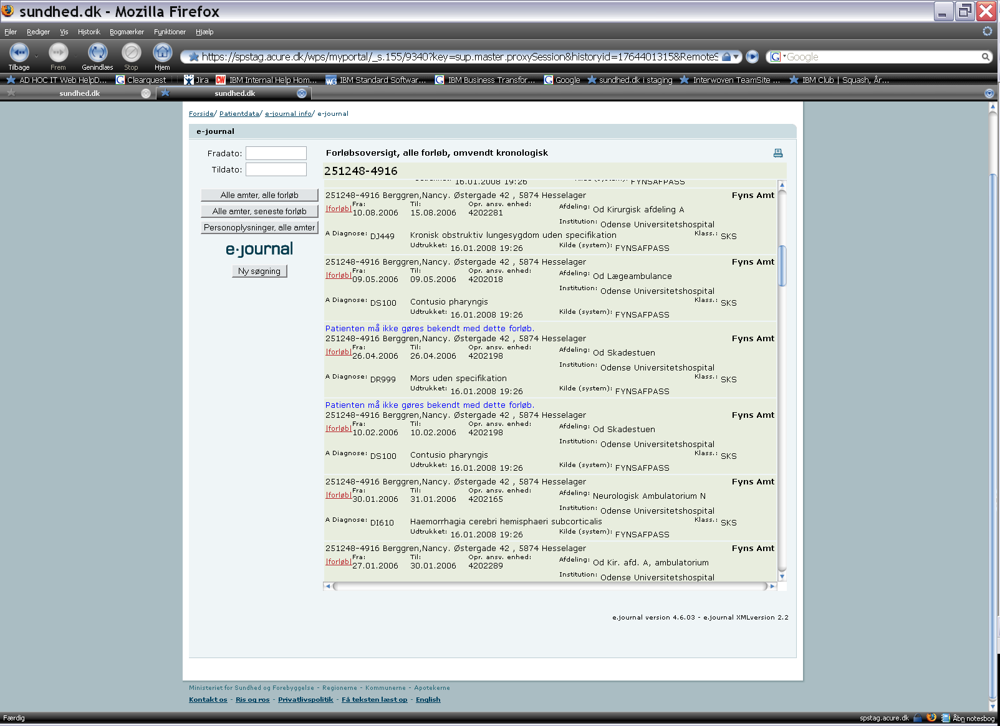 sundhed.dk - Mozilla Firefox
Filer Rediger Vis Historik Bogmærker Funktioner Hjælp
Tilbage Frem Genindlæs Stop Hjem
https://spstag.acure.dk/wps/myportal/_s.155/9340?key=sup.master.proxySession&historyid=1764401315&RemoteS
Google
AD HOC IT Web HelpD... Clearquest Jira IBM Internal Help Hom... IBM Standard Softwar... IBM Business Transfor... Google sundhed.dk i staging Interwoven TeamSite ... IBM Club | Squash, År...
sundhed.dk sundhed.dk
Forside/ Patientdata/ e-journal info/ e-journal
e-journal
Fradato:
Tildato:
Alle amter, alle forløb
Alle amter, seneste forløb
Personoplysninger, alle amter
e-journal
Ny søgning
Forløbsoversigt, alle forløb, omvendt kronologisk
251248-4916
Udtrukket: 16.01.2008 19:26 Kilde (system): FYNSAFPASS
251248-4916 Berggren,Nancy. Østergade 42 , 5874 Hesselager Fyns Amt
|forløb| Fra: 10.08.2006 Til: 15.08.2006 Opr. ansv. enhed: 4202281 Afdeling: Od Kirurgisk afdeling A
Institution: Odense Universitetshospital
A Diagnose: DJ449 Kronisk obstruktiv lungesygdom uden specifikation Klass.: SKS
Udtrukket: 16.01.2008 19:26 Kilde (system): FYNSAFPASS
251248-4916 Berggren,Nancy. Østergade 42 , 5874 Hesselager Fyns Amt
|forløb| Fra: 09.05.2006 Til: 09.05.2006 Opr. ansv. enhed: 4202018 Afdeling: Od Lægeambulance
Institution: Odense Universitetshospital
A Diagnose: DS100 Contusio pharyngis Klass.: SKS
Udtrukket: 16.01.2008 19:26 Kilde (system): FYNSAFPASS
Patienten må ikke gøres bekendt med dette forløb.
251248-4916 Berggren,Nancy. Østergade 42 , 5874 Hesselager Fyns Amt
|forløb| Fra: 26.04.2006 Til: 26.04.2006 Opr. ansv. enhed: 4202198 Afdeling: Od Skadestuen
Institution: Odense Universitetshospital
A Diagnose: DR999 Mors uden specifikation Klass.: SKS
Udtrukket: 16.01.2008 19:26 Kilde (system): FYNSAFPASS
Patienten må ikke gøres bekendt med dette forløb.
251248-4916 Berggren,Nancy. Østergade 42 , 5874 Hesselager Fyns Amt
|forløb| Fra: 10.02.2006 Til: 10.02.2006 Opr. ansv. enhed: 4202198 Afdeling: Od Skadestuen
Institution: Odense Universitetshospital
A Diagnose: DS100 Contusio pharyngis Klass.: SKS
Udtrukket: 16.01.2008 19:26 Kilde (system): FYNSAFPASS
251248-4916 Berggren,Nancy. Østergade 42 , 5874 Hesselager Fyns Amt
|forløb| Fra: 30.01.2006 Til: 31.01.2006 Opr. ansv. enhed: 4202165 Afdeling: Neurologisk Ambulatorium N
Institution: Odense Universitetshospital
A Diagnose: DI610 Haemorrhagia cerebri hemisphaeri subcorticalis Klass.: SKS
Udtrukket: 16.01.2008 19:26 Kilde (system): FYNSAFPASS
251248-4916 Berggren,Nancy. Østergade 42 , 5874 Hesselager Fyns Amt
|forløb| Fra: 27.01.2006 Til: 30.01.2006 Opr. ansv. enhed: 4202289 Afdeling: Od Kir. afd. A, ambulatorium
Institution: Odense Universitetshospital
e.journal version 4.6.03 - e.journal XMLversion 2.2
Ministeriet for Sundhed og Forebyggelse - Regionerne - Kommunerne - Apotekerne
Kontakt os - Ris og ros - Privatlivspolitik - Få teksten læst op - English
Færdig spstag.acure.dk Åbn notesbog